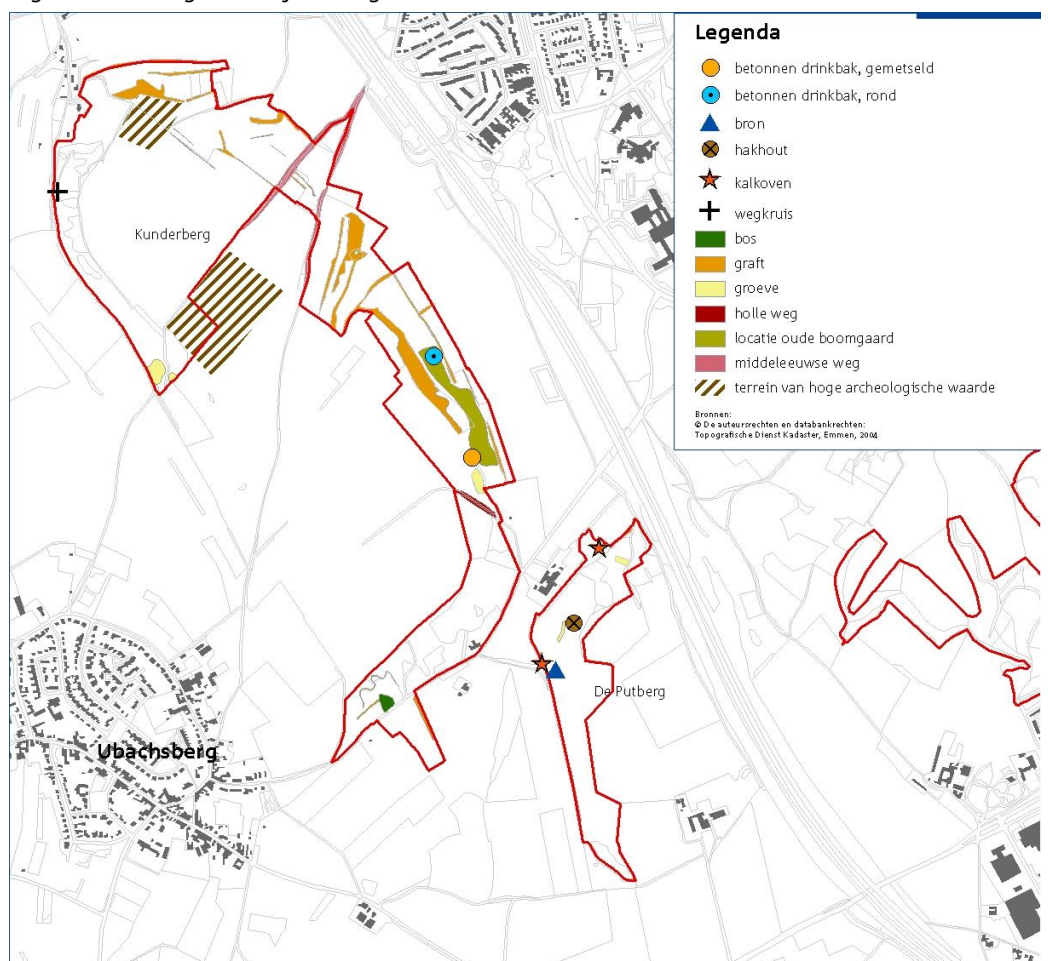 Legenda
betonnen drinkbak, gemetseld
betonnen drinkbak, rond
bron
hakhout
kalkoven
wegkruis
bos
graft
groeve
holle weg
locatie oude boomgaard
middeleeuwse weg
terrein van hoge archeologische waarde
Bronnen:
© De auteursrechten en databankrechten:
Topografische Dienst Kadaster, Emmen, 2004
Kunderberg
De Putberg
Ubachsberg